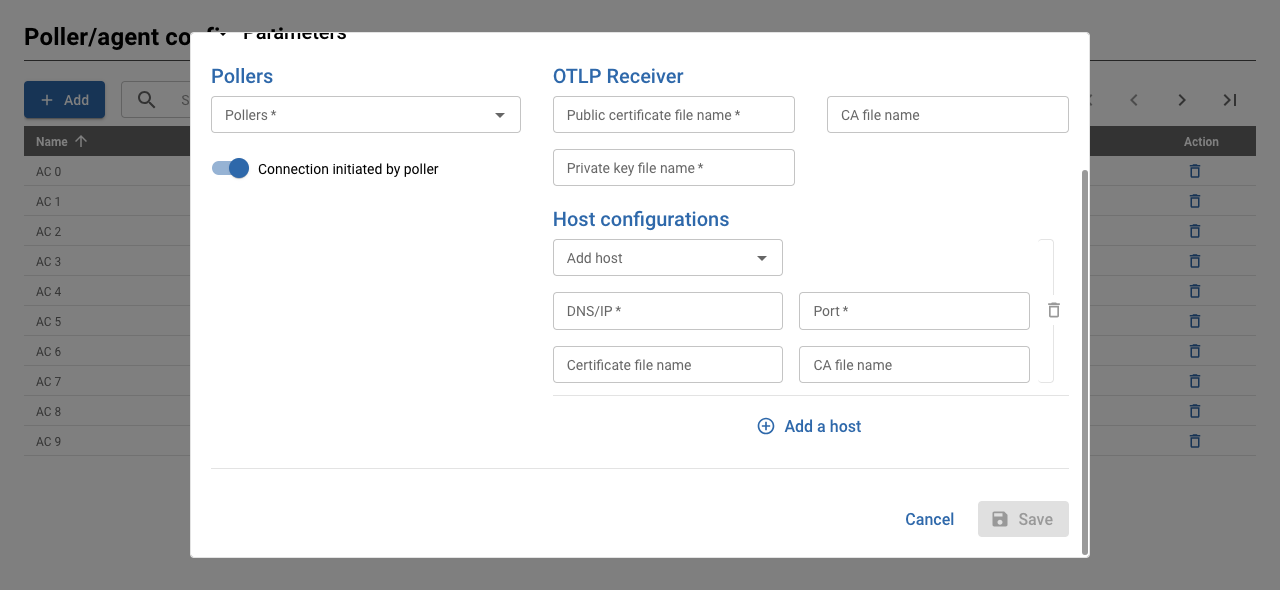 Poller/agent co
Parameters
Pollers
OTLP Receiver
Add
S
Pollers *
Public certificate file name *
CA file name
Name
Action
Connection initiated by poller
Private key file name *
AC 0
AC 1
AC 2
AC 3
AC 4
AC 5
AC 6
AC 7
AC 8
AC 9
Host configurations
Add host
DNS/IP *
Port *
Certificate file name
CA file name
Add a host
Cancel
Save